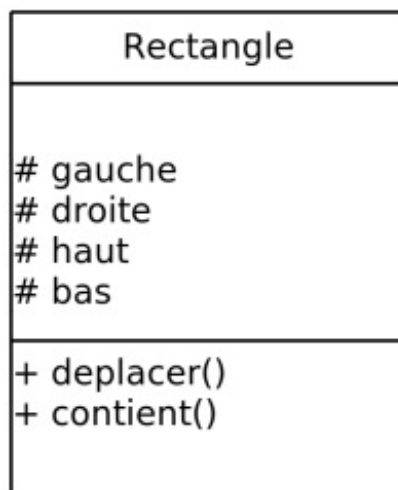 Rectangle
# gauche
# droite
# haut
# bas
+ deplacer()
+ contient()